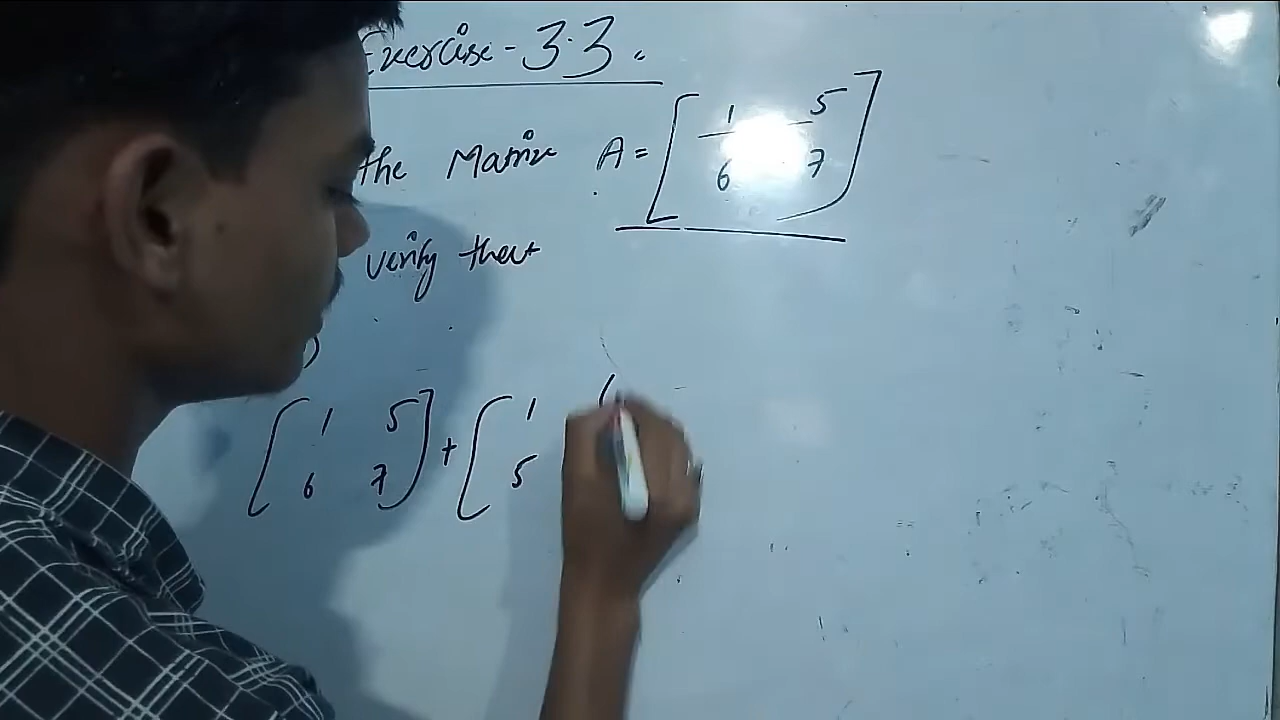 Exercise - 3.3.
the Matrix A = [ 1 5
6 7 ]
verify that
)
[ 1 5 ] + [ 1
6 7 5